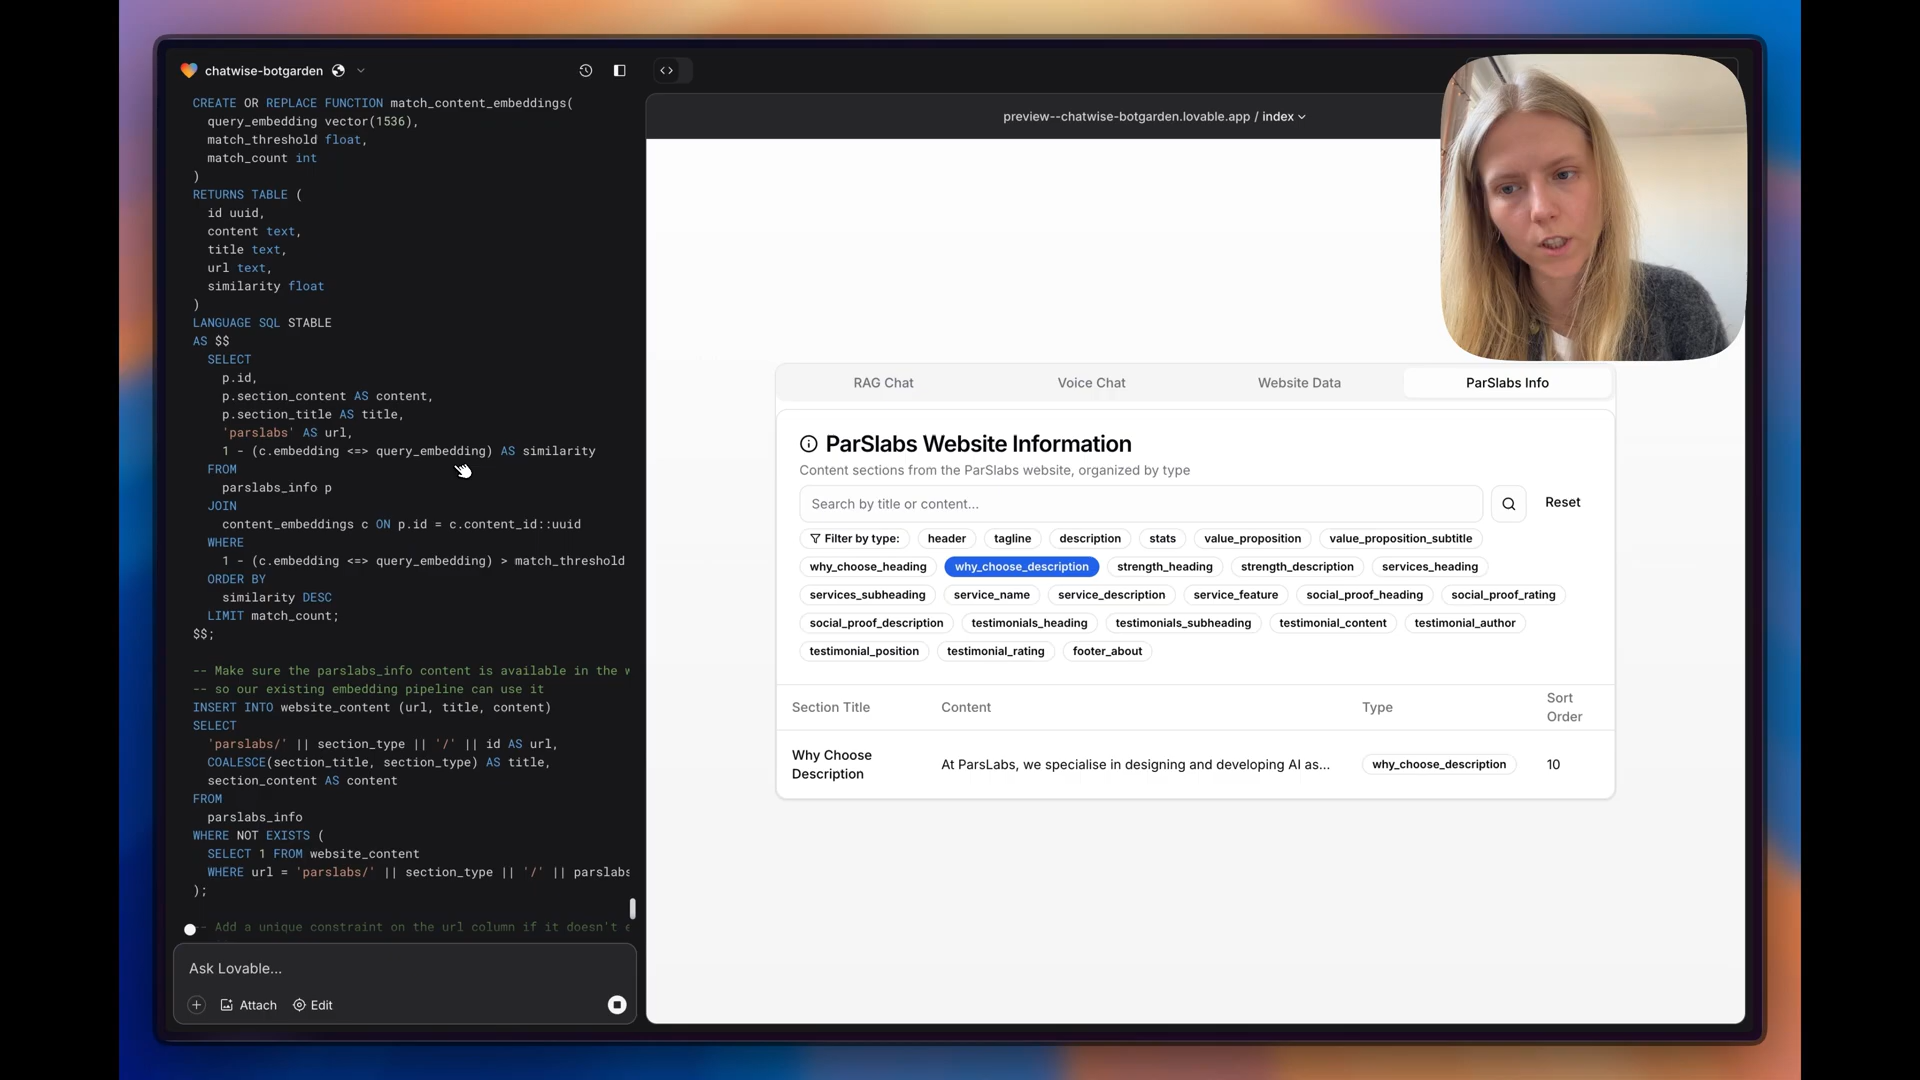 chatwise-botgarden
CREATE OR REPLACE FUNCTION match_content_embeddings(
query_embedding vector(1536),
match_threshold float,
match_count int
)
RETURNS TABLE (
id uuid,
content text,
title text,
url text,
similarity float
)
LANGUAGE SQL STABLE
AS $$
SELECT
p.id,
p.section_content AS content,
p.section_title AS title,
'parslabs' AS url,
1 - (c.embedding <=> query_embedding) AS similarity
FROM
parslabs_info p
JOIN
content_embeddings c ON p.id = c.content_id::uuid
WHERE
1 - (c.embedding <=> query_embedding) > match_threshold
ORDER BY
similarity DESC
LIMIT match_count;
$$;
-- Make sure the parslabs_info content is available in the
-- so our existing embedding pipeline can use it
INSERT INTO website_content (url, title, content)
SELECT
'parslabs/' || section_type || '/' || id AS url,
COALESCE(section_title, section_type) AS title,
section_content AS content
FROM
parslabs_info
WHERE NOT EXISTS (
SELECT 1 FROM website_content
WHERE url = 'parslabs/' || section_type || '/' || parslabs
);
-- Add a unique constraint on the url column if it doesn't
Ask Lovable...
Attach
Edit
preview--chatwise-botgarden.lovable.app / index
RAG Chat
Voice Chat
Website Data
ParSlabs Info
ParSlabs Website Information
Content sections from the ParSlabs website, organized by type
Search by title or content...
Reset
Filter by type: header tagline description stats value_proposition value_proposition_subtitle
why_choose_heading why_choose_description strength_heading strength_description services_heading
services_subheading service_name service_description service_feature social_proof_heading social_proof_rating
social_proof_description testimonials_heading testimonials_subheading testimonial_content testimonial_author
testimonial_position testimonial_rating footer_about
Section Title
Content
Type
Sort
Order
Why Choose
Description
At ParsLabs, we specialise in designing and developing AI as...
why_choose_description
10